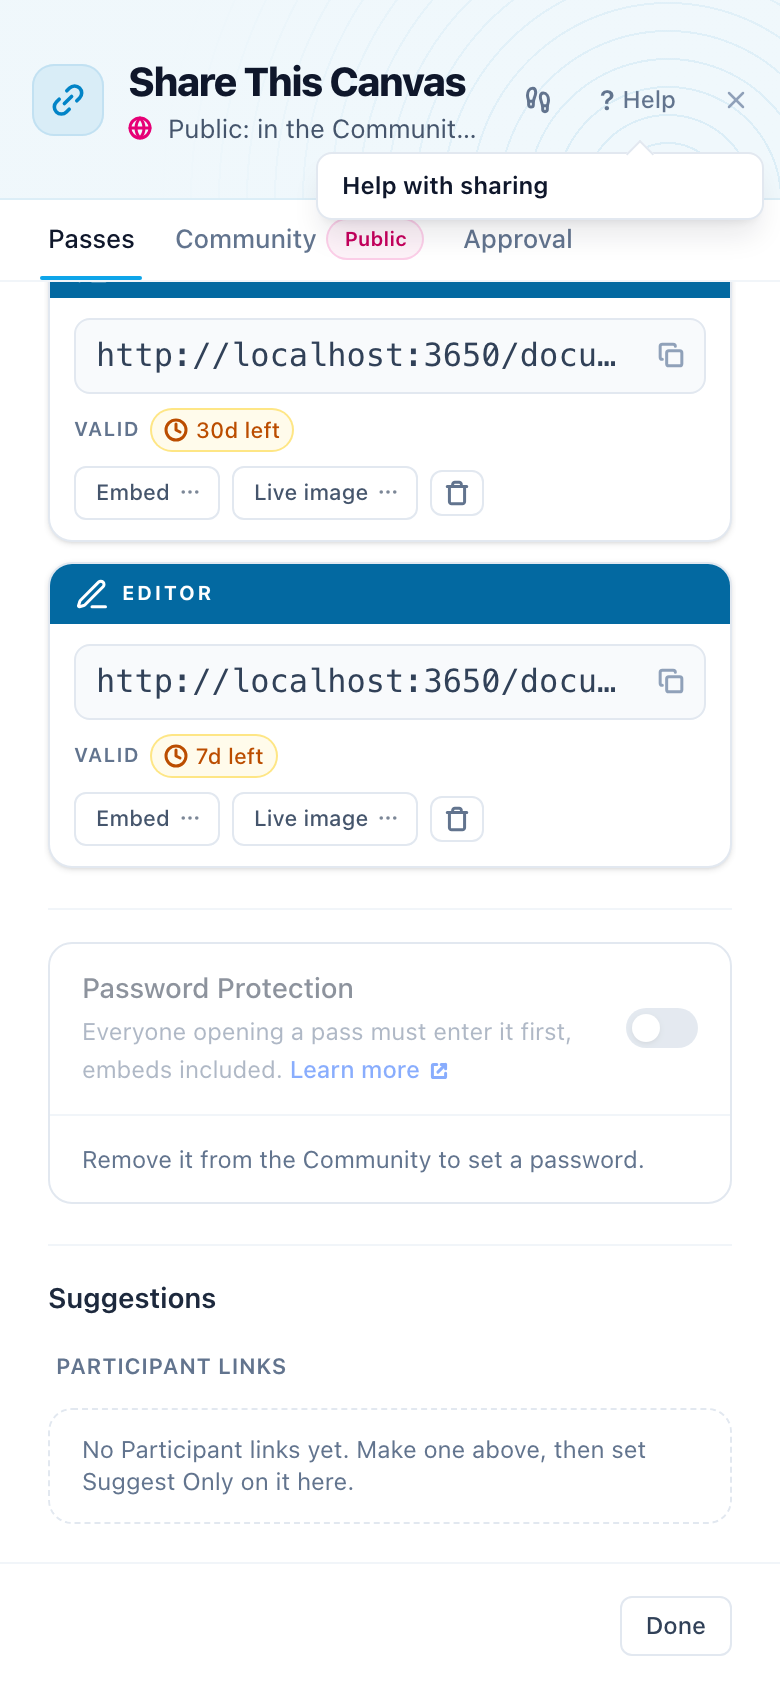 Share This Canvas
Public: in the Communit...
? Help
Help with sharing
Passes
Community
Public
Approval
http://localhost:3650/docu…
VALID
30d left
Embed ···
Live image ···
EDITOR
http://localhost:3650/docu…
VALID
7d left
Embed ···
Live image ···
Password Protection
Everyone opening a pass must enter it first,
embeds included. Learn more
Remove it from the Community to set a password.
Suggestions
PARTICIPANT LINKS
No Participant links yet. Make one above, then set
Suggest Only on it here.
Done